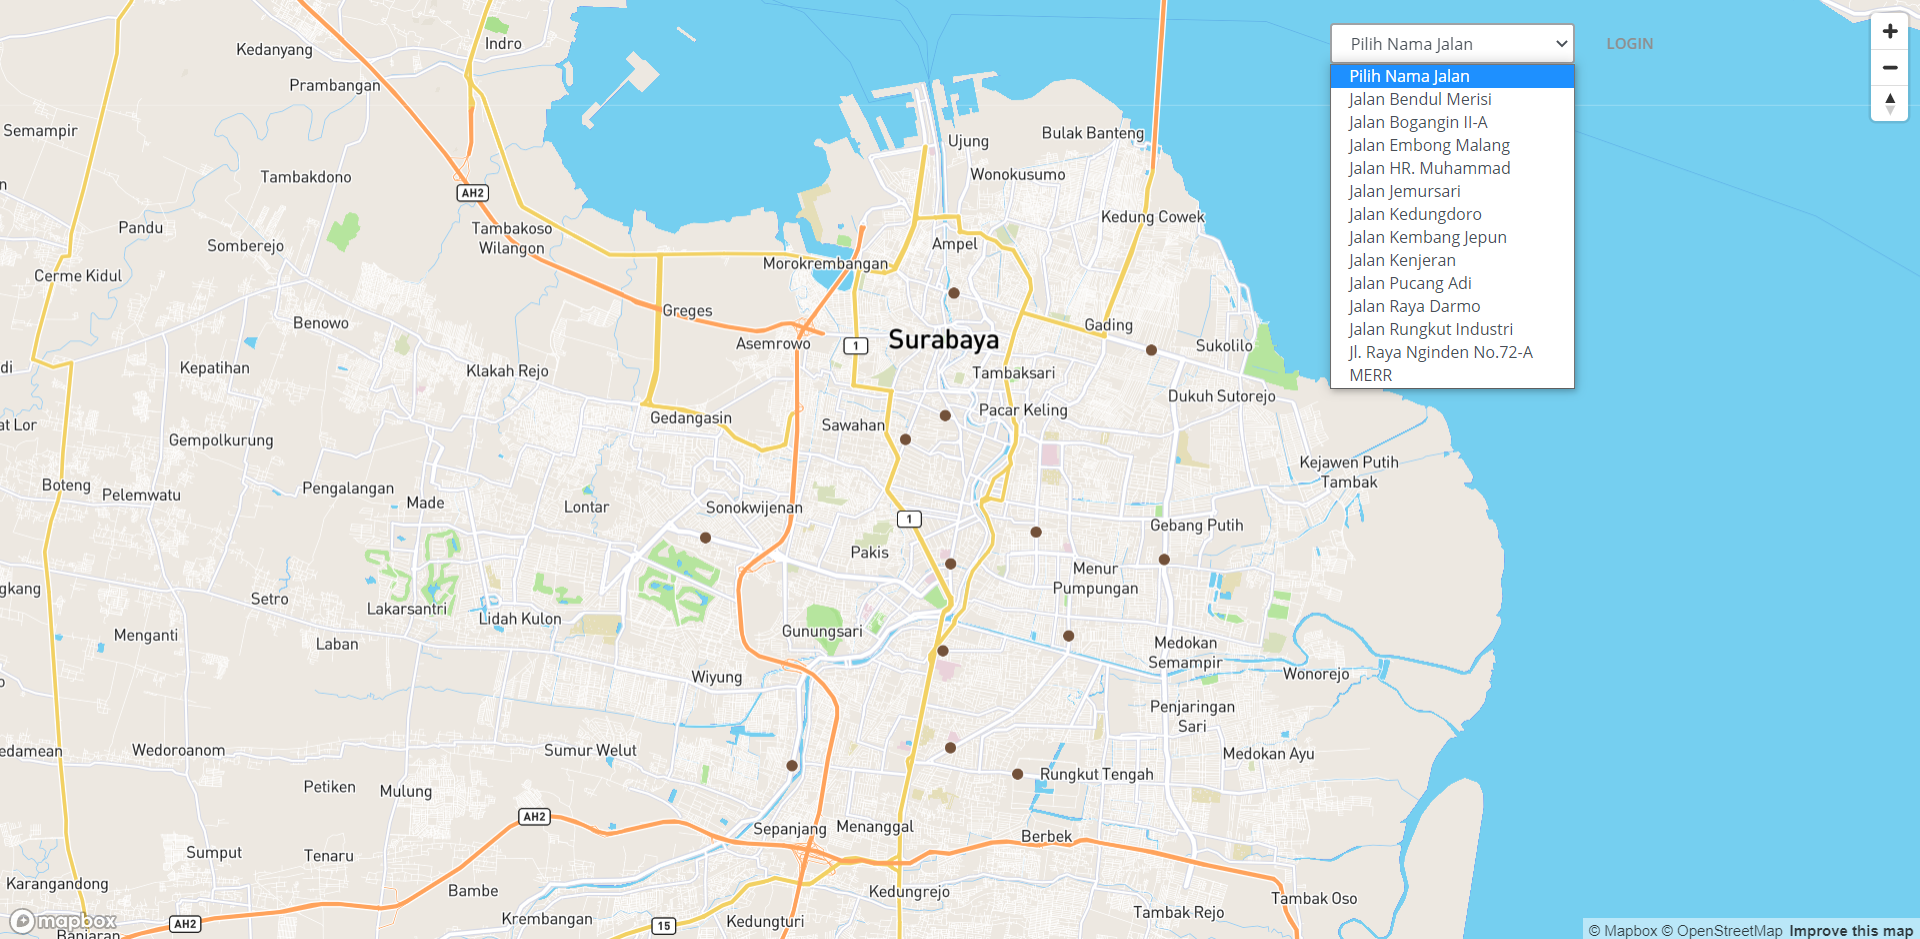 Indro
Kedanyang
Prambangan
Semampir
Pilih Nama Jalan
LOGIN
Pilih Nama Jalan
Jalan Bendul Merisi
Jalan Bogangin II-A
Jalan Embong Malang
Jalan HR. Muhammad
Jalan Jemursari
Jalan Kedungdoro
Jalan Kembang Jepun
Jalan Kenjeran
Jalan Pucang Adi
Jalan Raya Darmo
Jalan Rungkut Industri
Jl. Raya Nginden No.72-A
MERR
Ujung
Bulak Banteng
Tambakdono
Wonokusumo
AH2
Pandu
Somberejo
Tambakoso
Wilangon
Kedung Cowek
Ampel
Cerme Kidul
Morokrembangan
Benowo
Greges
Gading
Asemrowo
1
Surabaya
Sukolilo
di
Kepatihan
Klakah Rejo
Tambaksari
Dukuh Sutorejo
at Lor
Gempolkurung
Gedangasin
Sawahan
Pacar Keling
Kejawen Putih
Tambak
Boteng
Pelemwatu
Pengalangan
Made
Lontar
Sonokwijenan
1
Gebang Putih
Pakis
Menur
Pumpungan
gkang
Setro
Lakarsantri
Lidah Kulon
Menganti
Laban
Gunungsari
Medokan
Semampir
Wonorejo
Wiyung
Penjaringan
Sari
edamean
Wedoroanom
Sumur Welut
Medokan Ayu
Petiken
Mulung
Rungkut Tengah
AH2
Sepanjang
Menanggal
Berbek
Sumput
Tenaru
Karangandong
Bambe
Kedungrejo
Tambak Oso
Krembangan
Kedungturi
Tambak Rejo
AH2
15
mapbox
Banjaran
© Mapbox © OpenStreetMap Improve this map